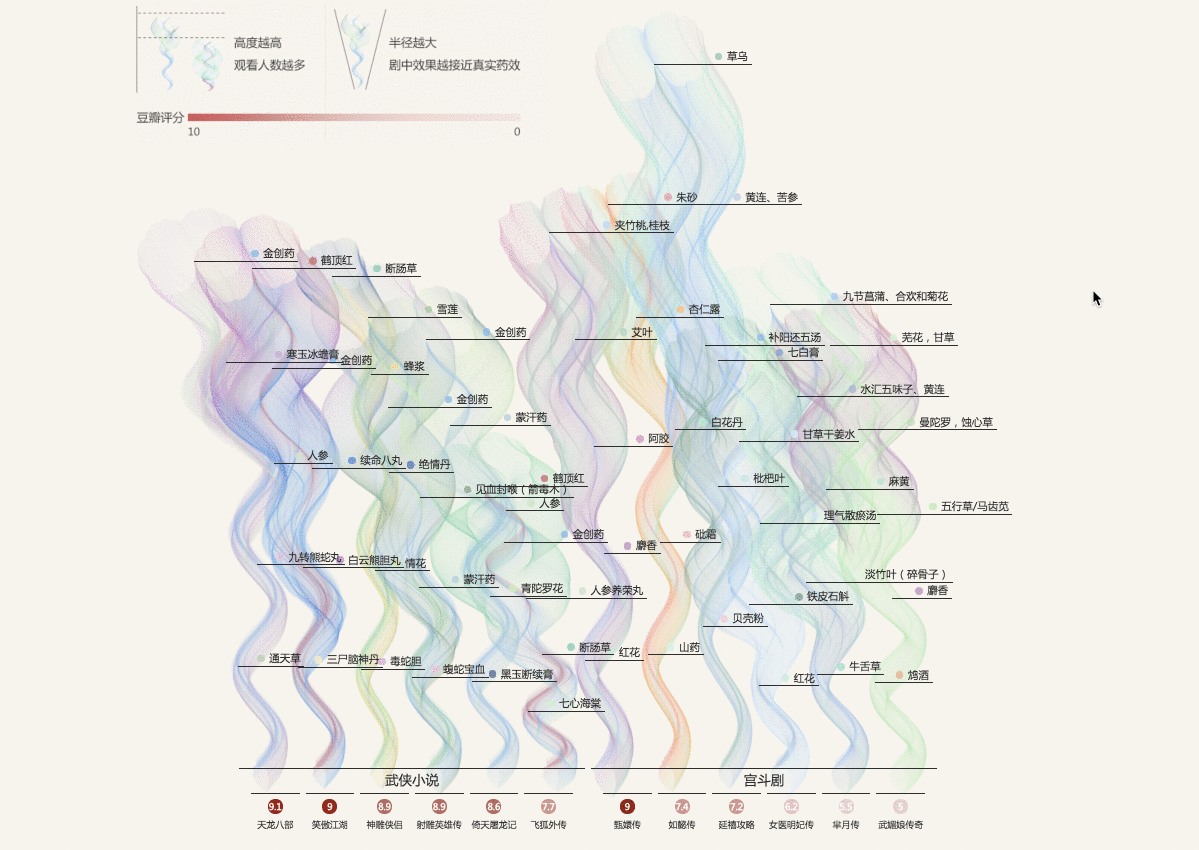 高度越高
观看人数越多
半径越大
剧中效果越接近真实药效
豆瓣评分
10
0
草乌
朱砂
黄连、苦参
夹竹桃,桂枝
金创药
鹤顶红
断肠草
九节菖蒲、合欢和菊花
雪莲
杏仁露
金创药
艾叶
补阳还五汤
芫花，甘草
寒玉冰蟾膏
金创药
七白膏
蜂浆
水汇五味子、黄连
金创药
蒙汗药
白花丹
曼陀罗，蚀心草
阿胶
甘草干姜水
人参
续命八丸
绝情丹
鹤顶红
枇杷叶
麻黄
见血封喉（箭毒木）
人参
五行草/马齿苋
理气散瘀汤
金创药
砒霜
麝香
九转熊蛇丸
白云熊胆丸
情花
蒙汗药
淡竹叶（碎骨子）
青陀罗花
人参养荣丸
铁皮石斛
麝香
贝壳粉
断肠草
红花
山药
通天草
三尸脑神丹
毒蛇胆
蝮蛇宝血
黑玉断续膏
牛舌草
红花
鸩酒
七心海棠
武侠小说
宫斗剧
9.1
9
8.9
8.9
8.6
7.7
9
7.4
7.2
6.2
5.5
5
天龙八部
笑傲江湖
神雕侠侣
射雕英雄传
倚天屠龙记
飞狐外传
甄嬛传
如懿传
延禧攻略
女医明妃传
芈月传
武媚娘传奇